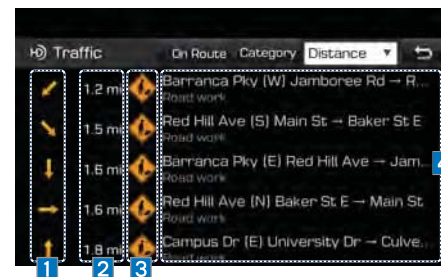 HD Traffic On Route Category Distance
1.2 mi Barranca Pky (W) Jamboree Rd → R...
Road work
1.5 mi Red Hill Ave (S) Main St → Baker St E
Road work
1.6 mi Barranca Pky (E) Red Hill Ave → Jam...
Road work
1.6 mi Red Hill Ave (N) Baker St E → Main St
Road work
1.8 mi Campus Dr (E) University Dr → Culve...
Road work
1 2 3 4